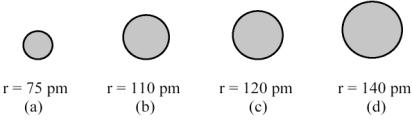 r = 75 pm r = 110 pm r = 120 pm r = 140 pm
(a) (b) (c) (d)